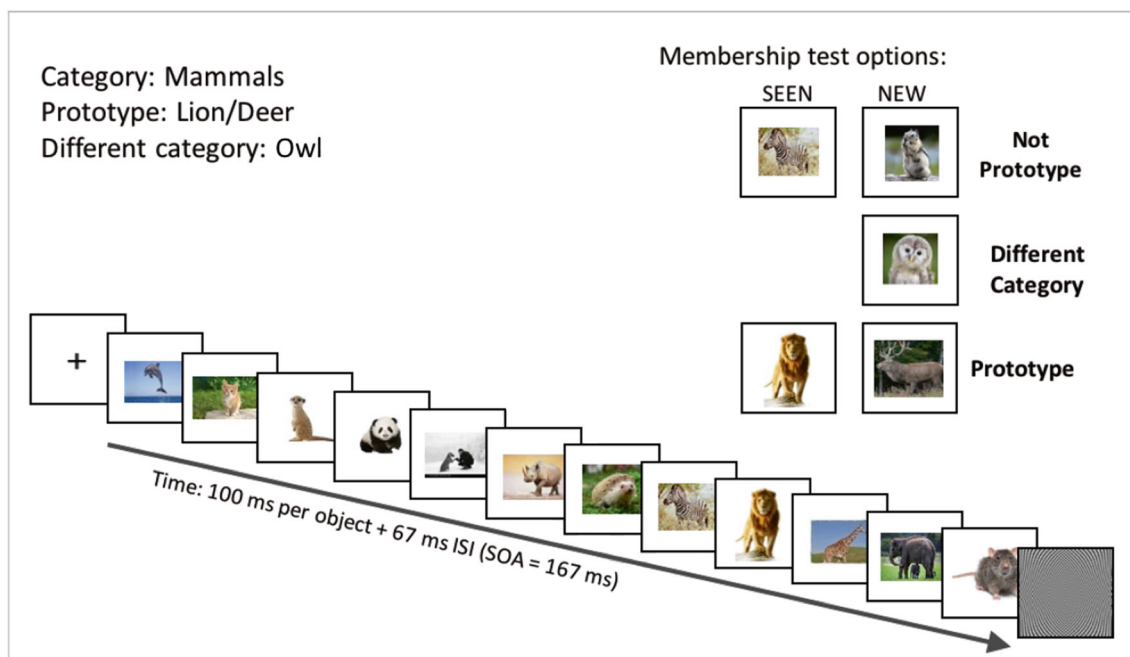 Category: Mammals
Prototype: Lion/Deer
Different category: Owl
Membership test options:
SEEN NEW
Not
Prototype
Different
Category
Prototype
+
Time: 100 ms per object + 67 ms ISI (SOA = 167 ms)